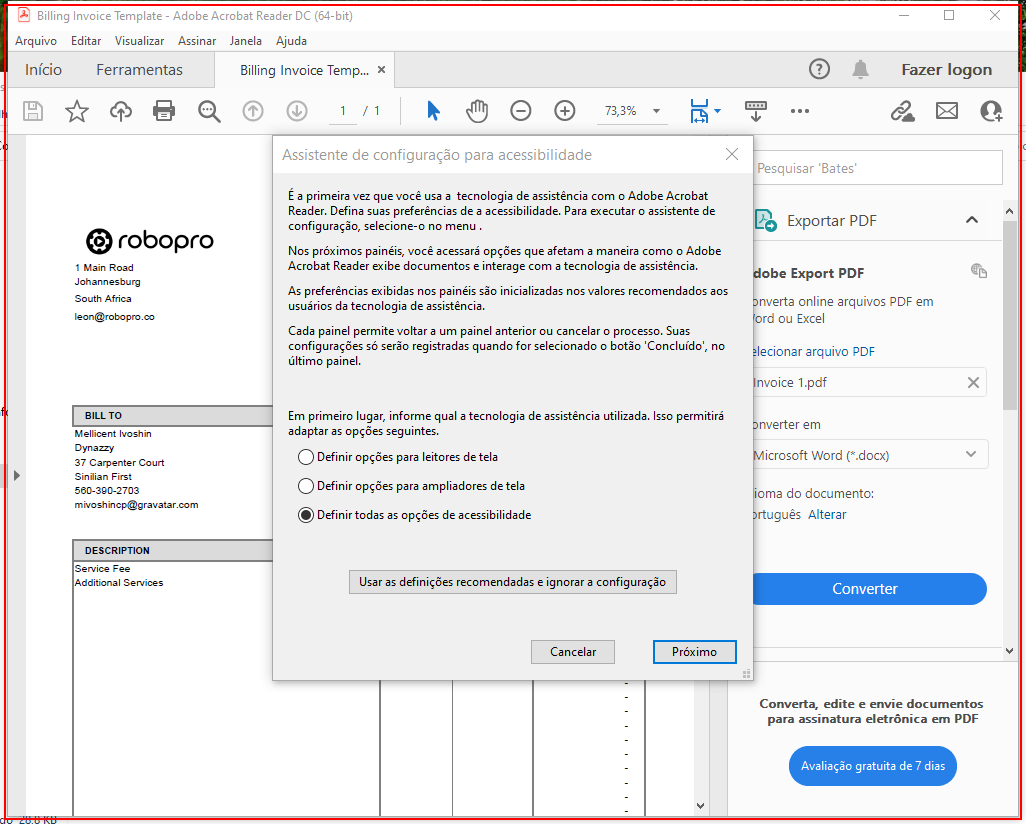 Billing Invoice Template - Adobe Acrobat Reader DC (64-bit)
Arquivo Editar Visualizar Assinar Janela Ajuda
Início Ferramentas Billing Invoice Temp... × Fazer logon
1 / 1 73,3%
Assistente de configuração para acessibilidade
É a primeira vez que você usa a tecnologia de assistência com o Adobe Acrobat
Reader. Defina suas preferências de a acessibilidade. Para executar o assistente de
configuração, selecione-o no menu .
Nos próximos painéis, você acessará opções que afetam a maneira como o Adobe
Acrobat Reader exibe documentos e interage com a tecnologia de assistência.
As preferências exibidas nos painéis são inicializadas nos valores recomendados aos
usuários da tecnologia de assistência.
Cada painel permite voltar a um painel anterior ou cancelar o processo. Suas
configurações só serão registradas quando for selecionado o botão 'Concluído', no
último painel.
Em primeiro lugar, informe qual a tecnologia de assistência utilizada. Isso permitirá
adaptar as opções seguintes.
Definir opções para leitores de tela
Definir opções para ampliadores de tela
Definir todas as opções de acessibilidade
Usar as definições recomendadas e ignorar a configuração
Cancelar Próximo
robopro
1 Main Road
Johannesburg
South Africa
leon@robopro.co
BILL TO
Mellicent Ivoshin
Dynazzy
37 Carpenter Court
Sinilian First
560-390-2703
mivoshincp@gravatar.com
DESCRIPTION
Service Fee
Additional Services
Pesquisar 'Bates'
Exportar PDF
dobe Export PDF
onverta online arquivos PDF em
ord ou Excel
elecionar arquivo PDF
Invoice 1.pdf
onverter em
Microsoft Word (*.docx)
ioma do documento:
ortuguês Alterar
Converter
Converta, edite e envie documentos
para assinatura eletrônica em PDF
Avaliação gratuita de 7 dias
28.8 KB